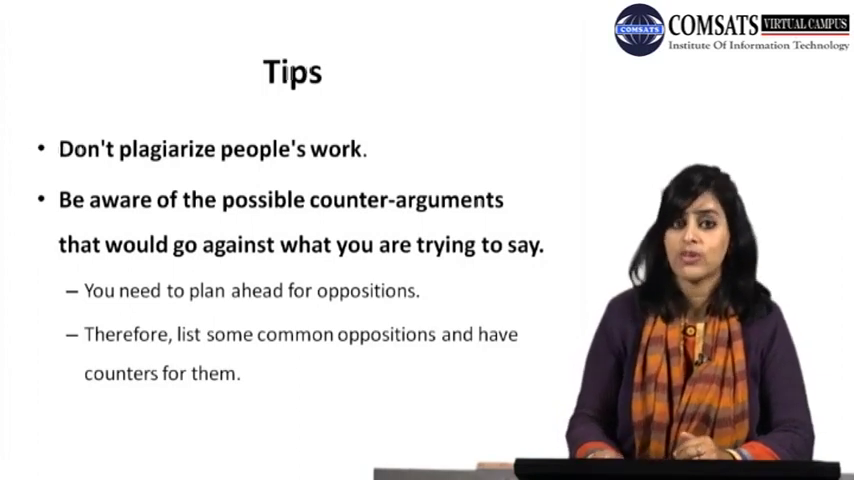 COMSATS VIRTUAL CAMPUS
COMSATS
Institute Of Information Technology
Tips
• Don't plagiarize people's work.
• Be aware of the possible counter-arguments
that would go against what you are trying to say.
– You need to plan ahead for oppositions.
– Therefore, list some common oppositions and have
counters for them.